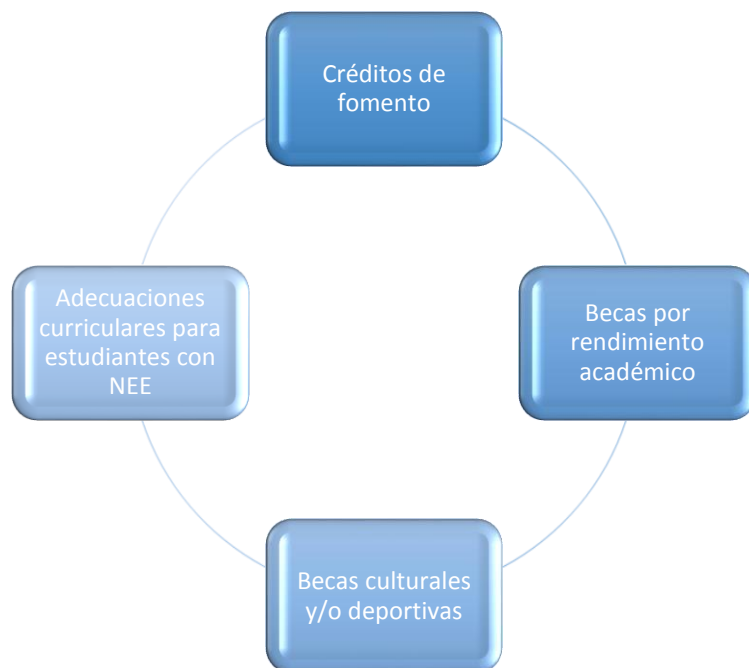 Créditos de
fomento
Adecuaciones
curriculares para
estudiantes con
NEE
Becas por
rendimiento
académico
Becas culturales
y/o deportivas